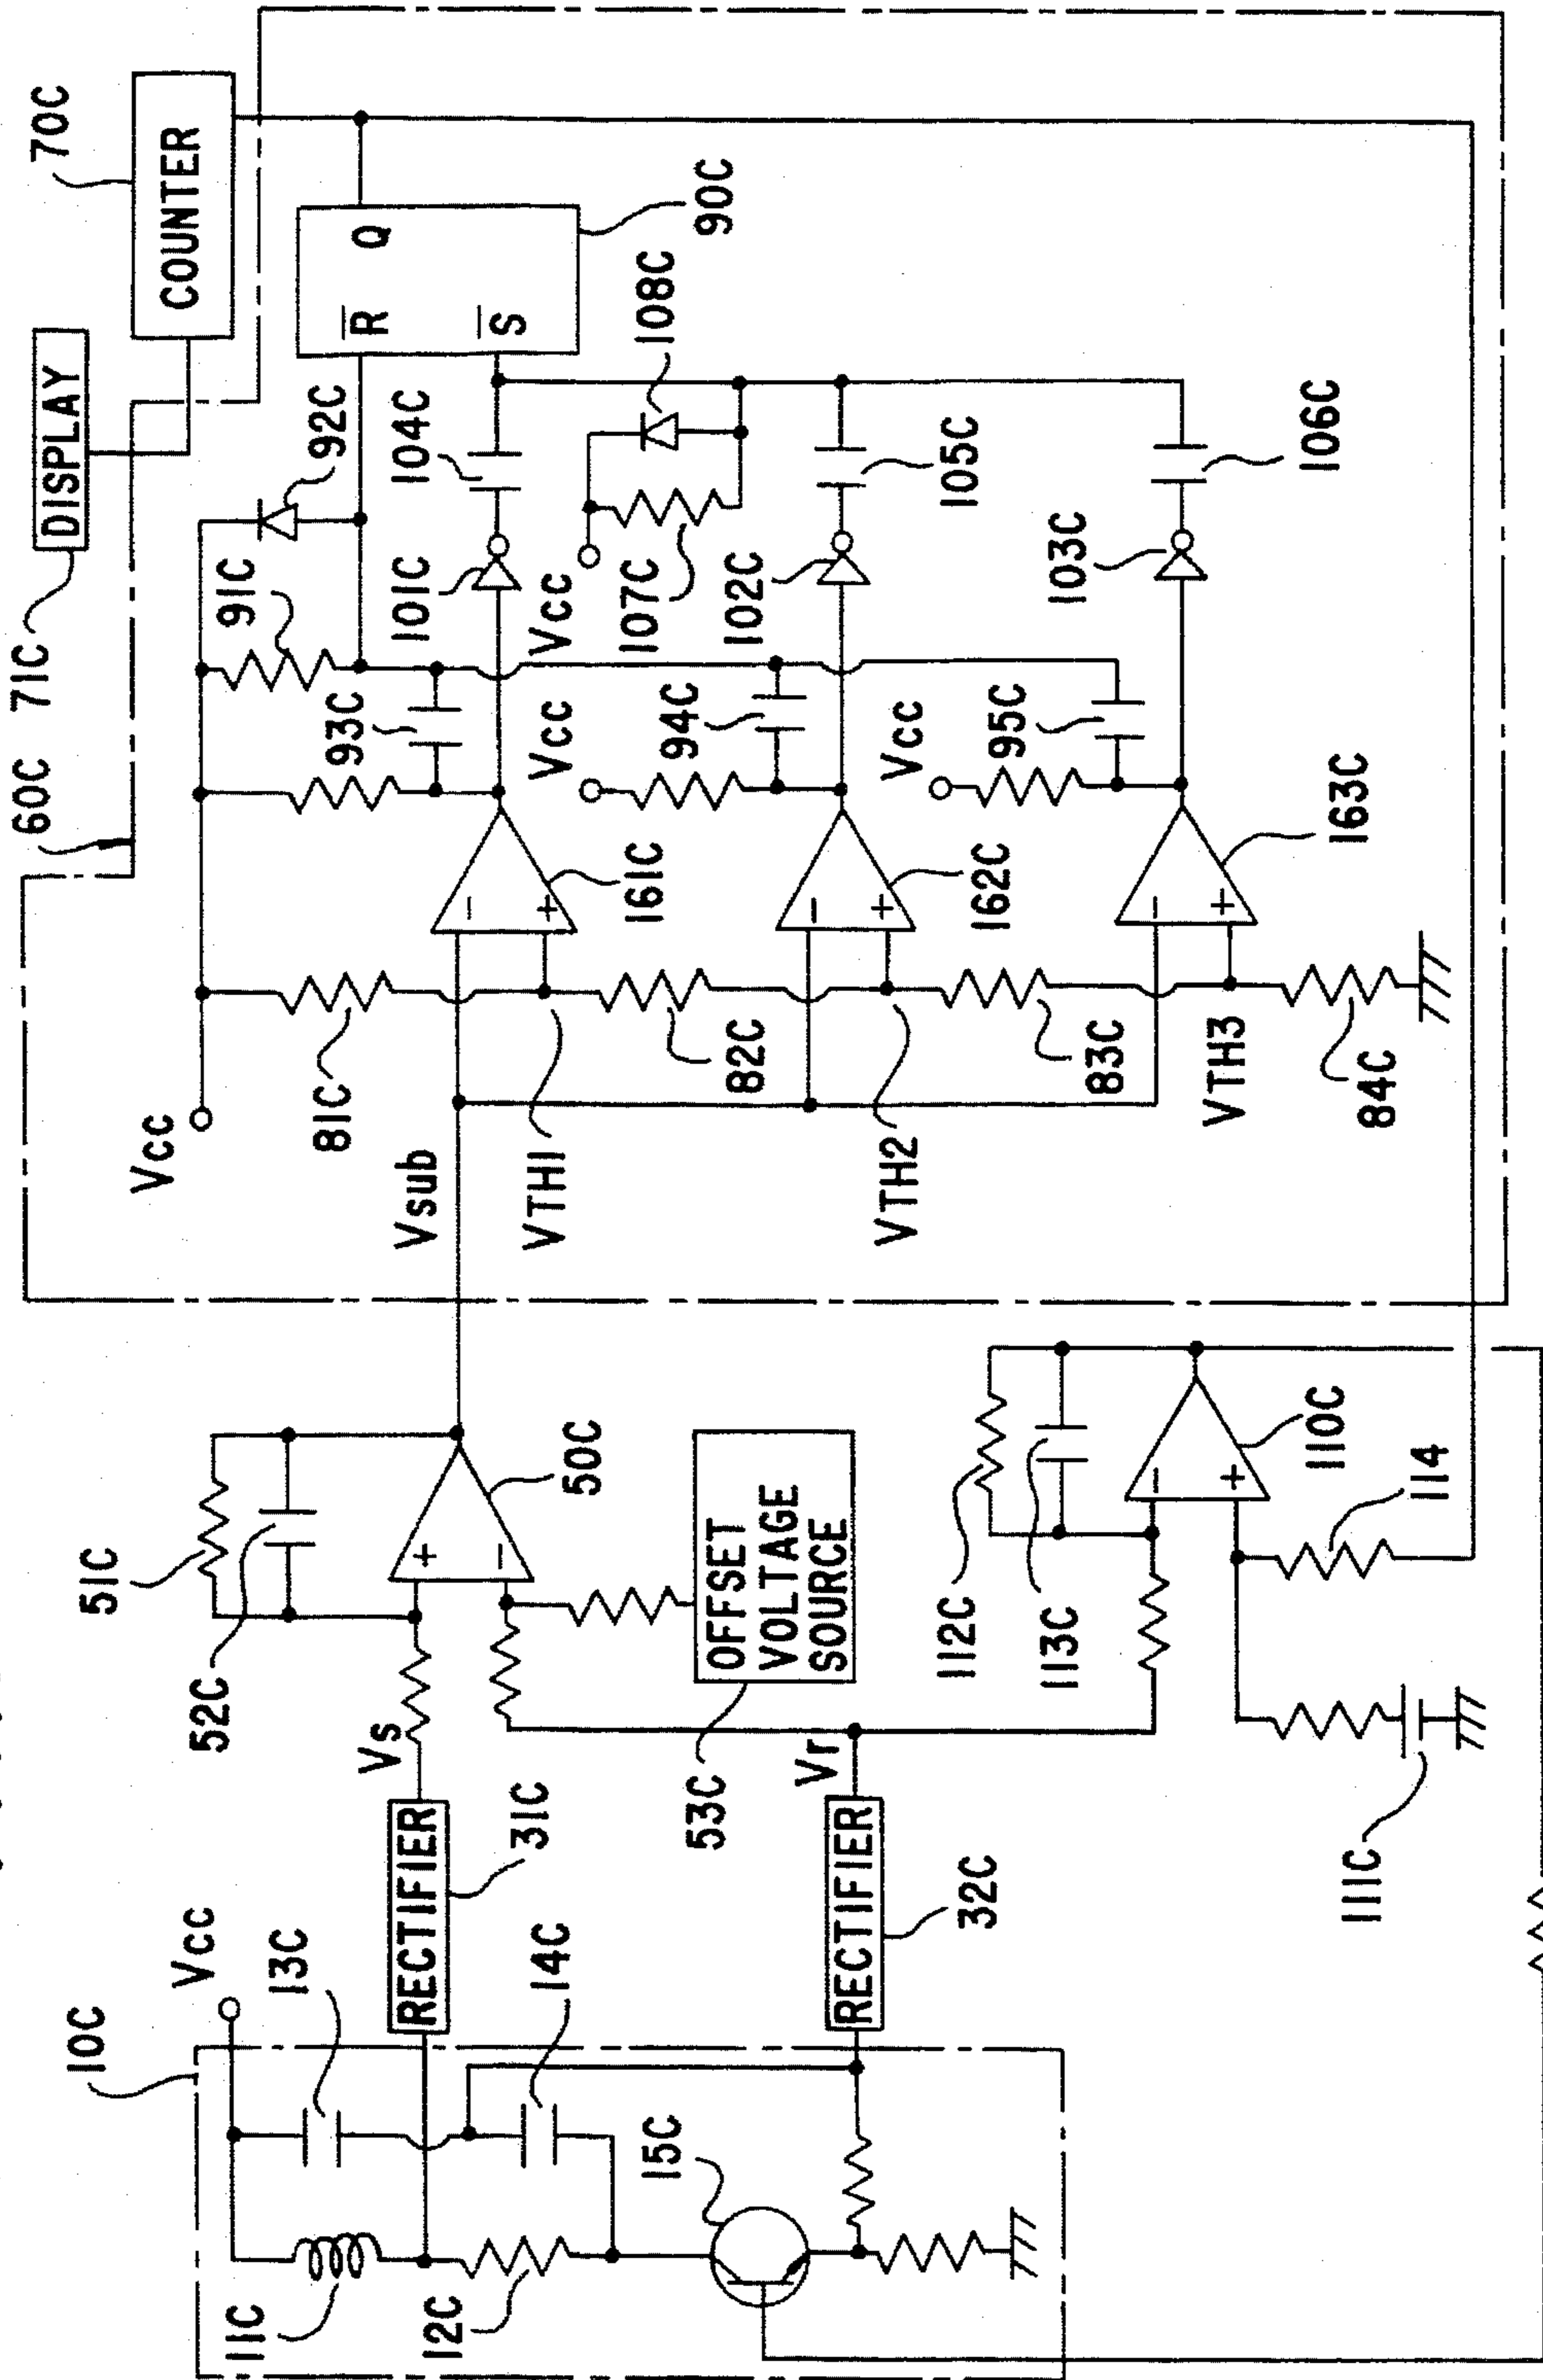 60C
71C
DISPLAY
70C
COUNTER
10C
Vcc
13C
11C
12C
14C
15C
RECTIFIER
31C
RECTIFIER
32C
Vs
Vr
51C
52C
+
−
50C
53C
OFFSET
VOLTAGE
SOURCE
112C
113C
−
+
110C
114
111C
Vcc
Vsub
81C
VTH1
82C
VTH2
83C
VTH3
84C
−
+
161C
−
+
162C
−
+
163C
91C
92C
93C
Vcc
94C
Vcc
95C
101C
104C
Vcc
107C
108C
102C
105C
103C
106C
R
Q
S
90C